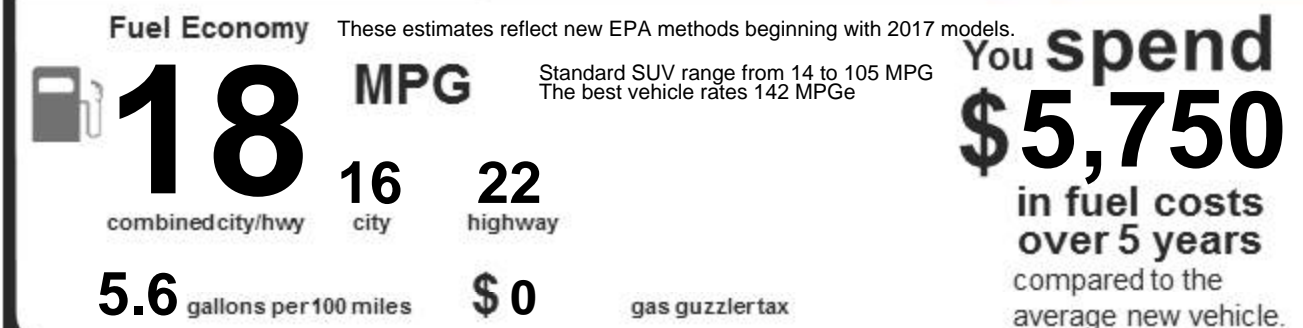 Fuel Economy These estimates reflect new EPA methods beginning with 2017 models.
18 MPG
Standard SUV range from 14 to 105 MPG
The best vehicle rates 142 MPGe
16 22
combined city/hwy city highway
5.6 gallons per 100 miles $ 0 gas guzzler tax
You spend
$5,750
in fuel costs
over 5 years
compared to the
average new vehicle.